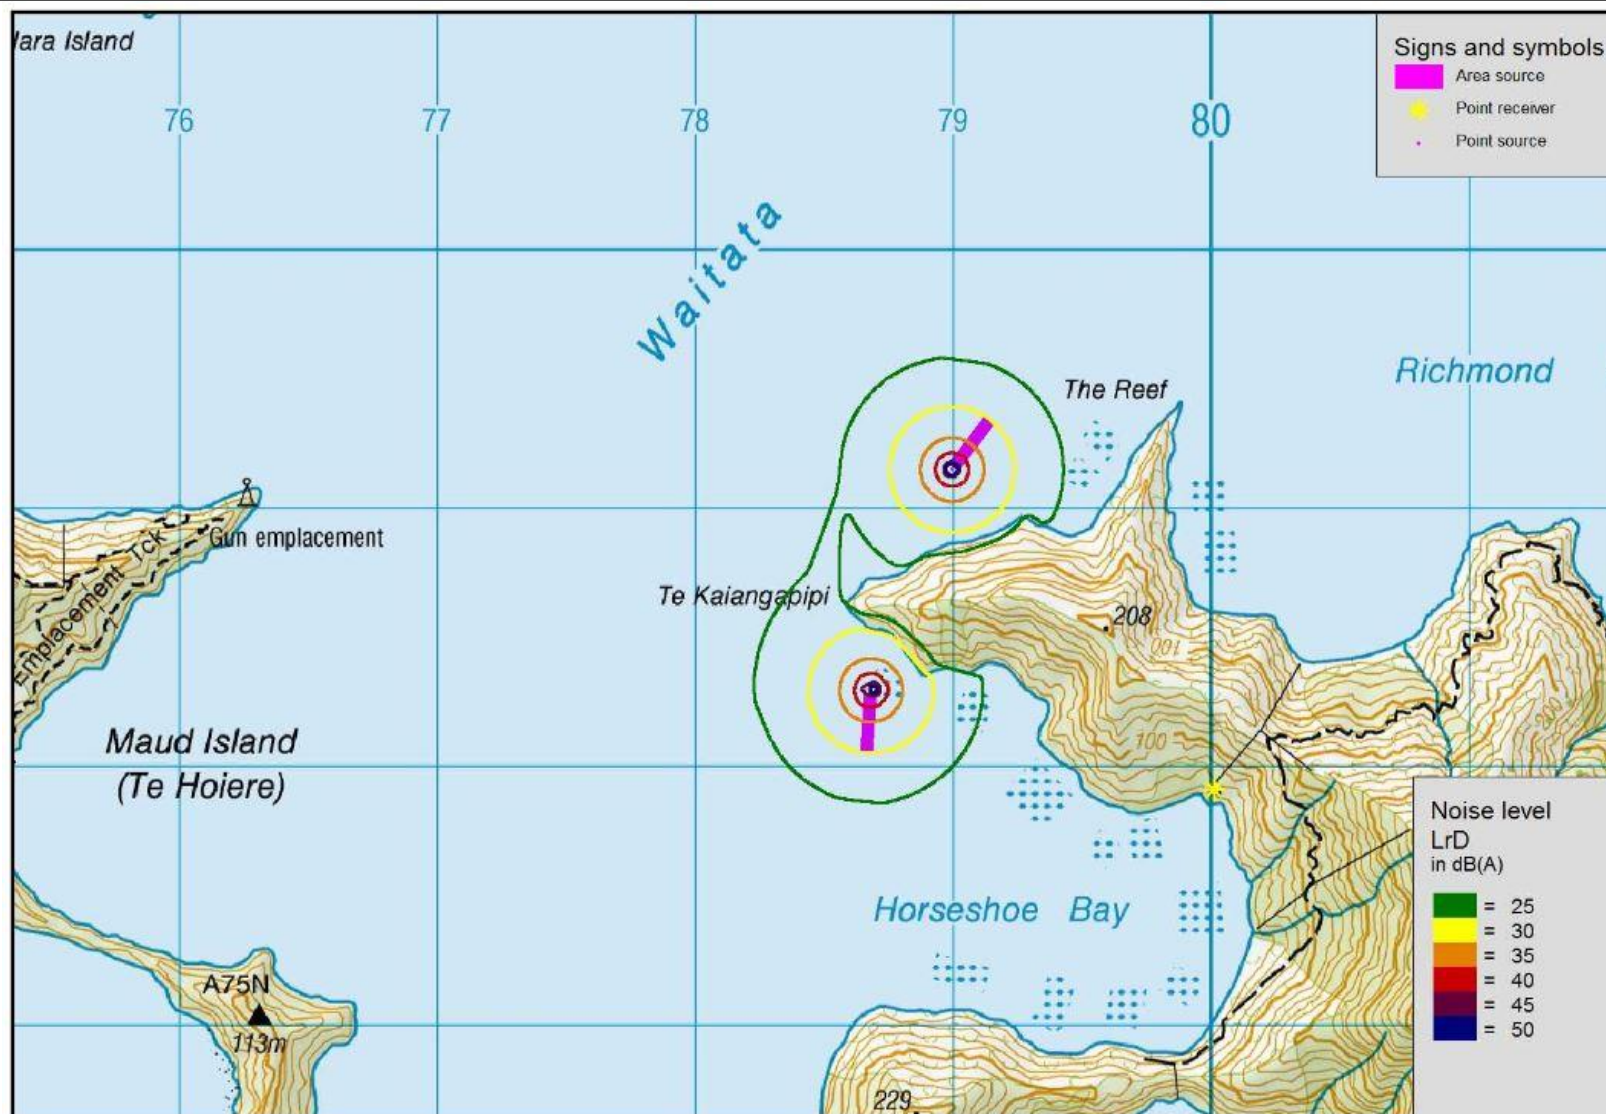 lara Island
76
77
78
79
80
Signs and symbols
Area source
Point receiver
Point source
Waitata
Richmond
The Reef
Gun emplacement
Tck
Emplacement
Te Kaiangapipi
208
100
100
200
Maud Island
(Te Hoiere)
Horseshoe Bay
A75N
113m
229
Noise level
LrD
in dB(A)
= 25
= 30
= 35
= 40
= 45
= 50